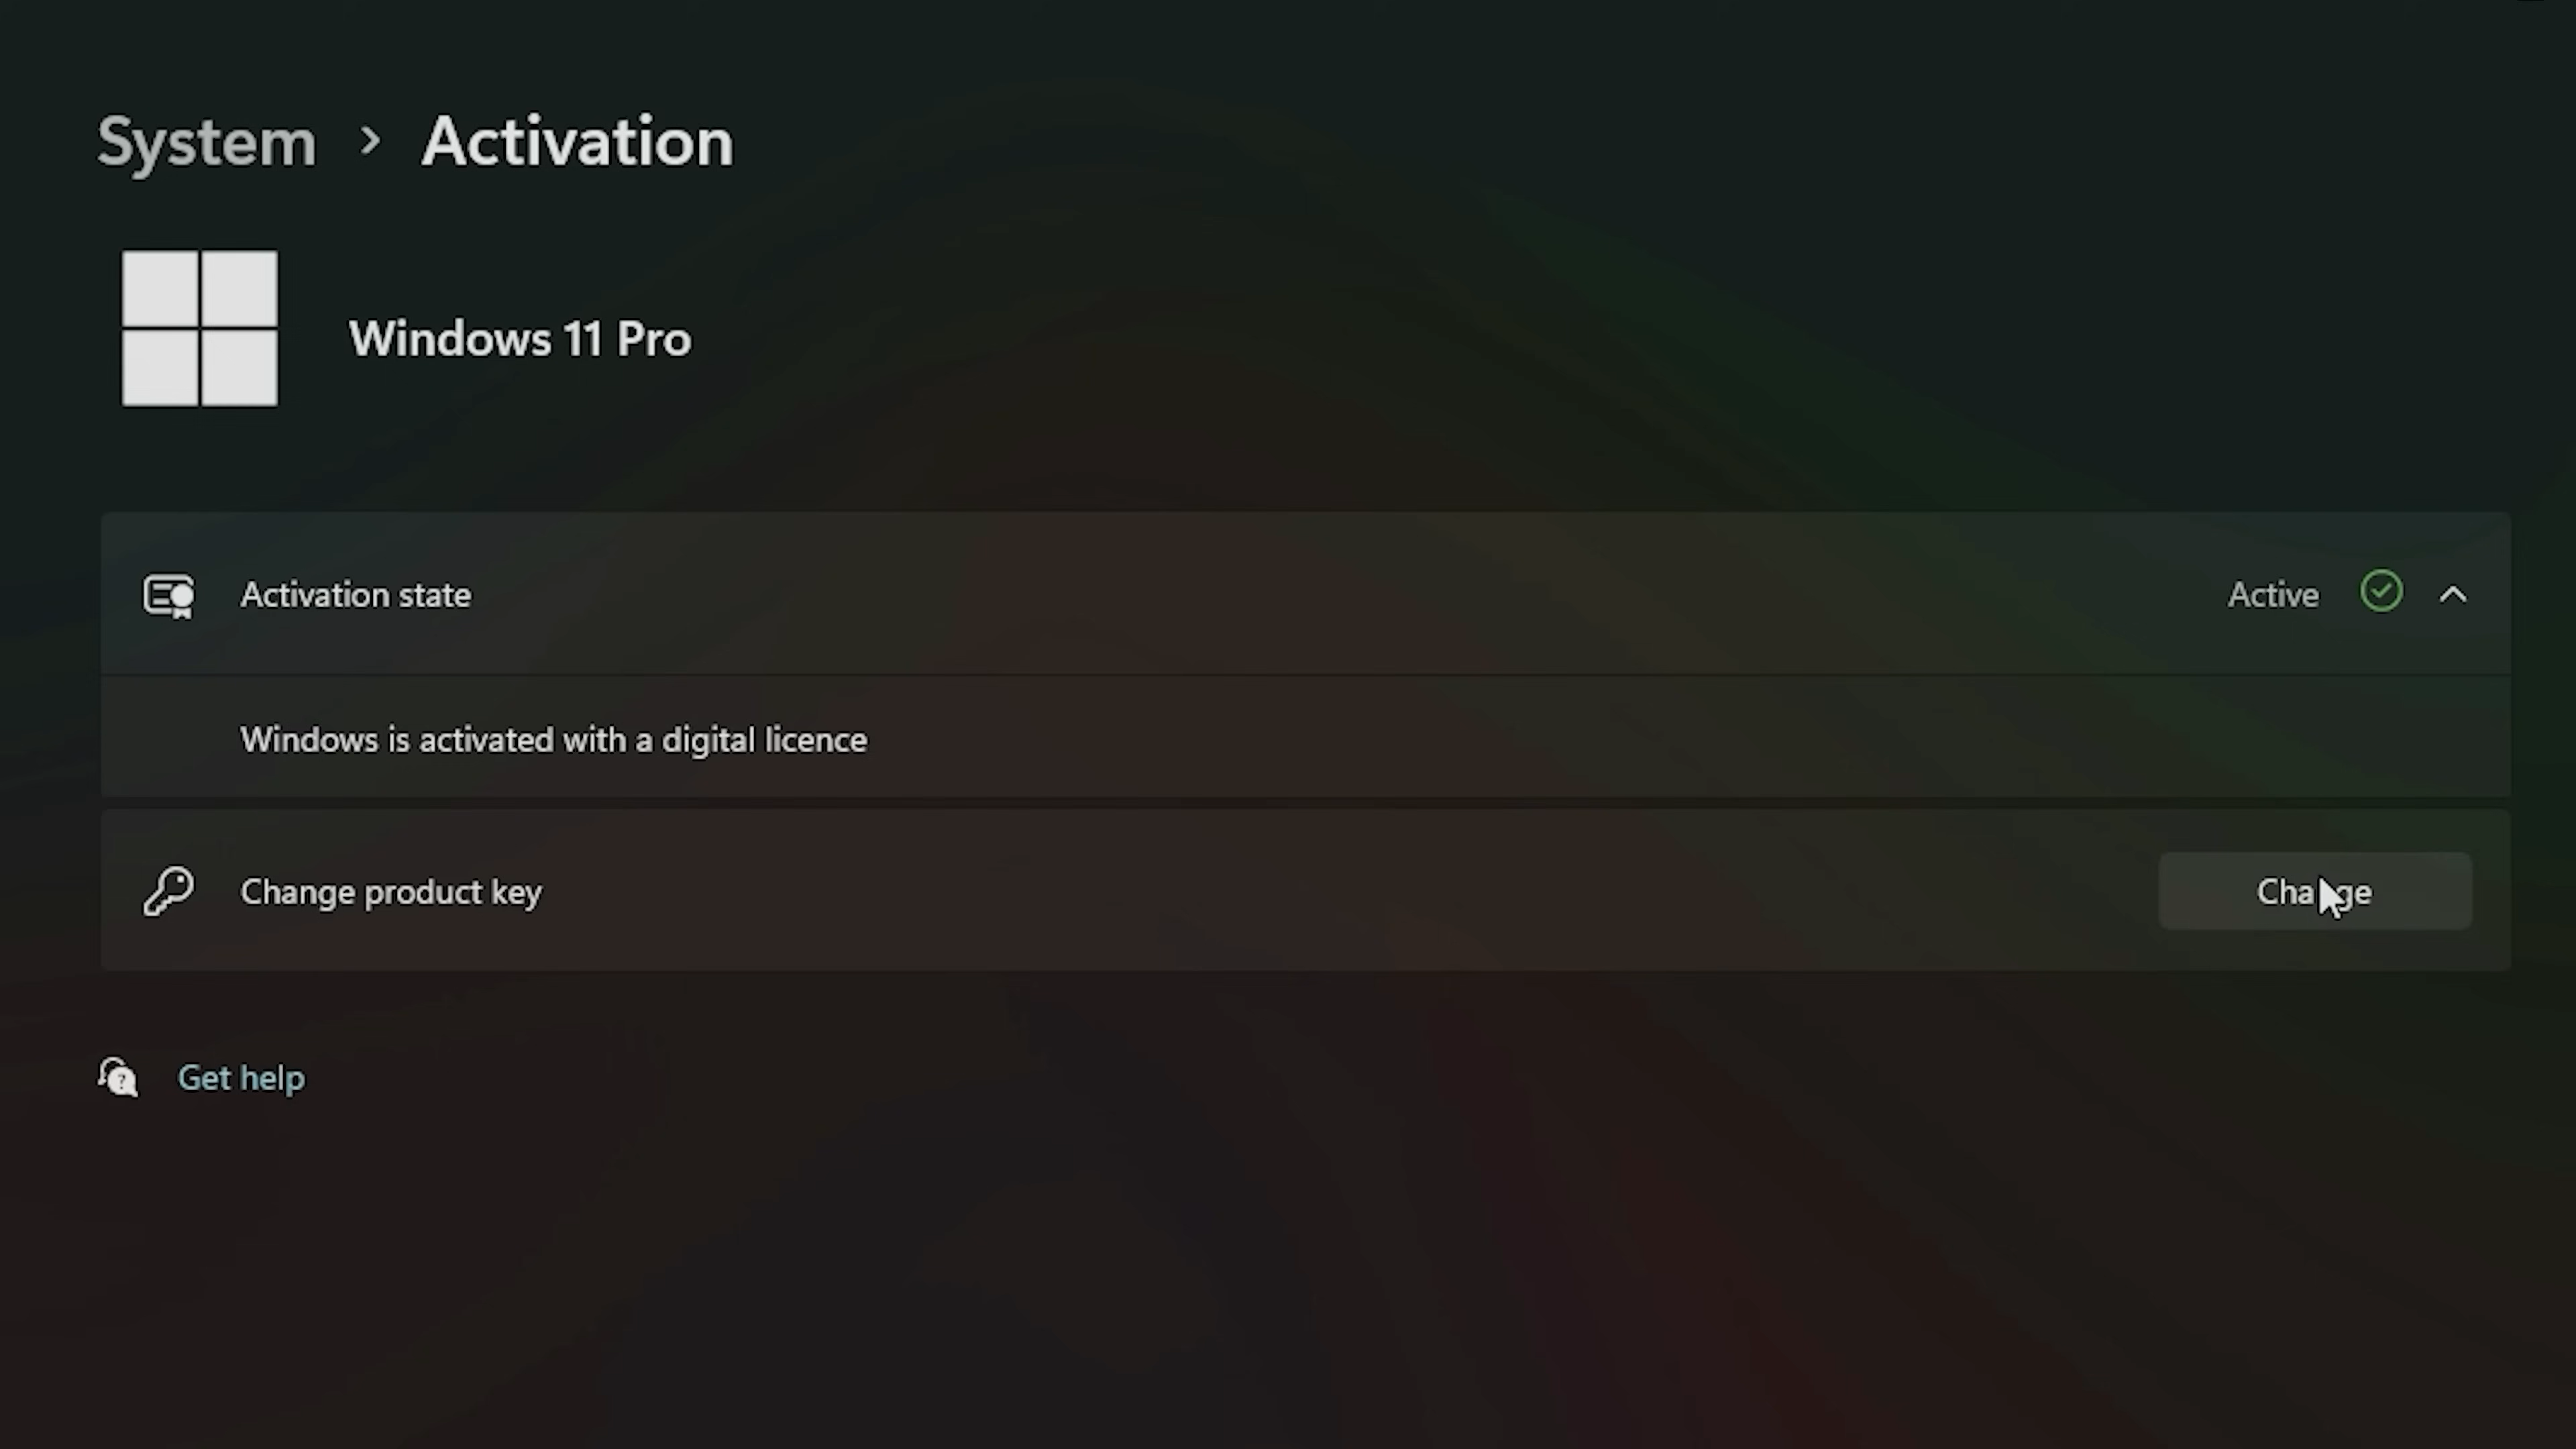 System > Activation
Windows 11 Pro
Activation state Active
Windows is activated with a digital licence
Change product key Change
Get help